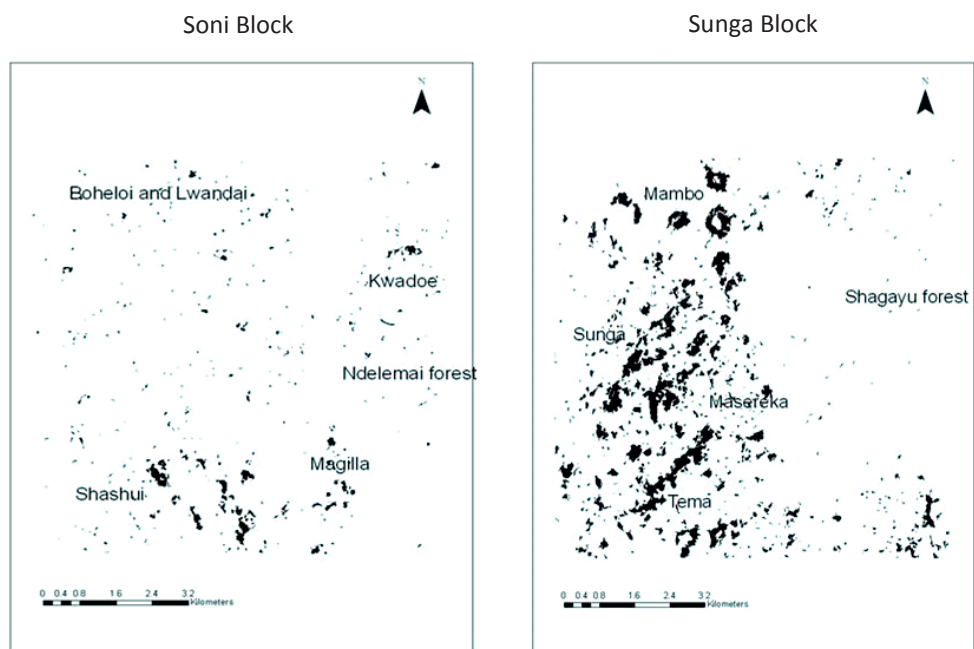 Soni Block
N
Boheloi and Lwandai
Kwadoe
Ndelemai forest
Magilla
Shashui
0 0.4 0.8 1.6 2.4 3.2
Kilometers
Sunga Block
N
Mambo
Shagayu forest
Sunga
Masereka
Tema
0 0.4 0.8 1.6 2.4 3.2
Kilometers